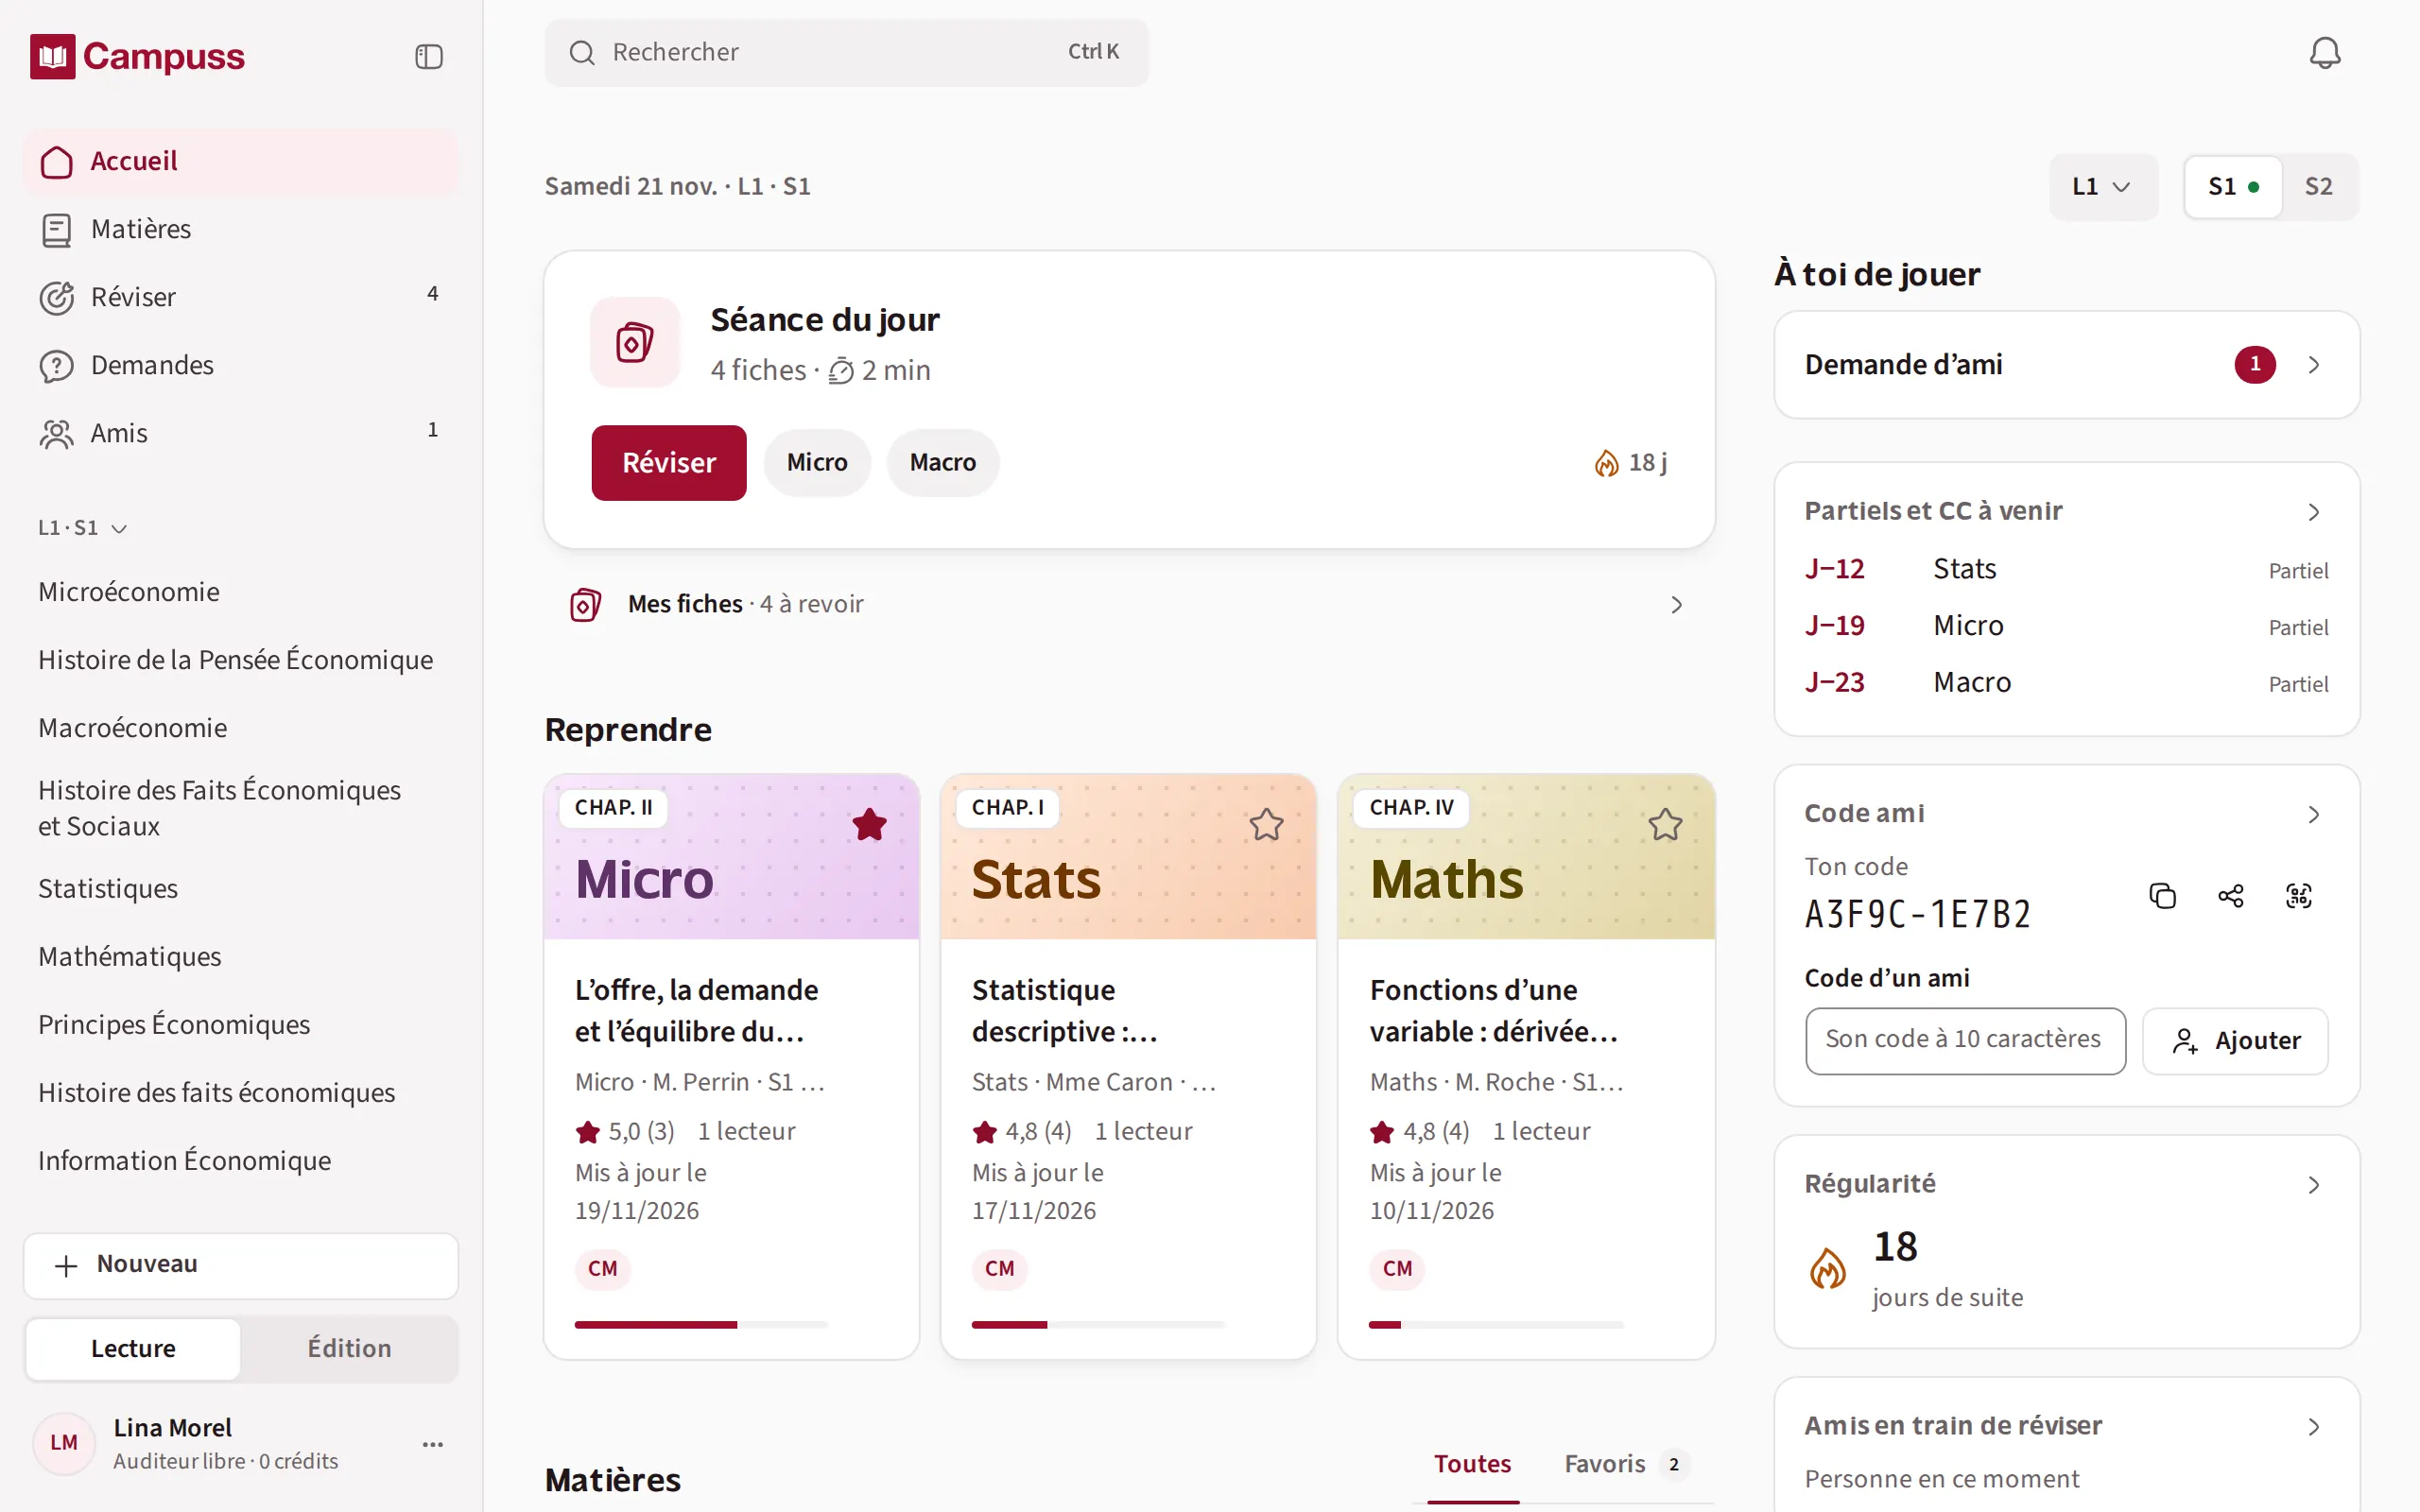 Campuss
Accueil
Matières
Réviser 4
Demandes
Amis 1
L1 · S1
Microéconomie
Histoire de la Pensée Économique
Macroéconomie
Histoire des Faits Économiques
et Sociaux
Statistiques
Mathématiques
Principes Économiques
Histoire des faits économiques
Information Économique
Nouveau
Lecture Édition
LM
Lina Morel
Auditeur libre · 0 crédits
Rechercher Ctrl K
Samedi 21 nov. · L1 · S1
L1 S1 S2
Séance du jour
4 fiches · 2 min
Réviser Micro Macro 18 j
Mes fiches · 4 à revoir
Reprendre
CHAP. II
Micro
L’offre, la demande
et l’équilibre du…
Micro · M. Perrin · S1 …
5,0 (3) 1 lecteur
Mis à jour le
19/11/2026
CM
CHAP. I
Stats
Statistique
descriptive :…
Stats · Mme Caron · …
4,8 (4) 1 lecteur
Mis à jour le
17/11/2026
CM
CHAP. IV
Maths
Fonctions d’une
variable : dérivée…
Maths · M. Roche · S1…
4,8 (4) 1 lecteur
Mis à jour le
10/11/2026
CM
Matières
Toutes Favoris 2
À toi de jouer
Demande d’ami 1
Partiels et CC à venir
J−12 Stats Partiel
J−19 Micro Partiel
J−23 Macro Partiel
Code ami
Ton code
A3F9C-1E7B2
Code d’un ami
Son code à 10 caractères Ajouter
Régularité
18
jours de suite
Amis en train de réviser
Personne en ce moment